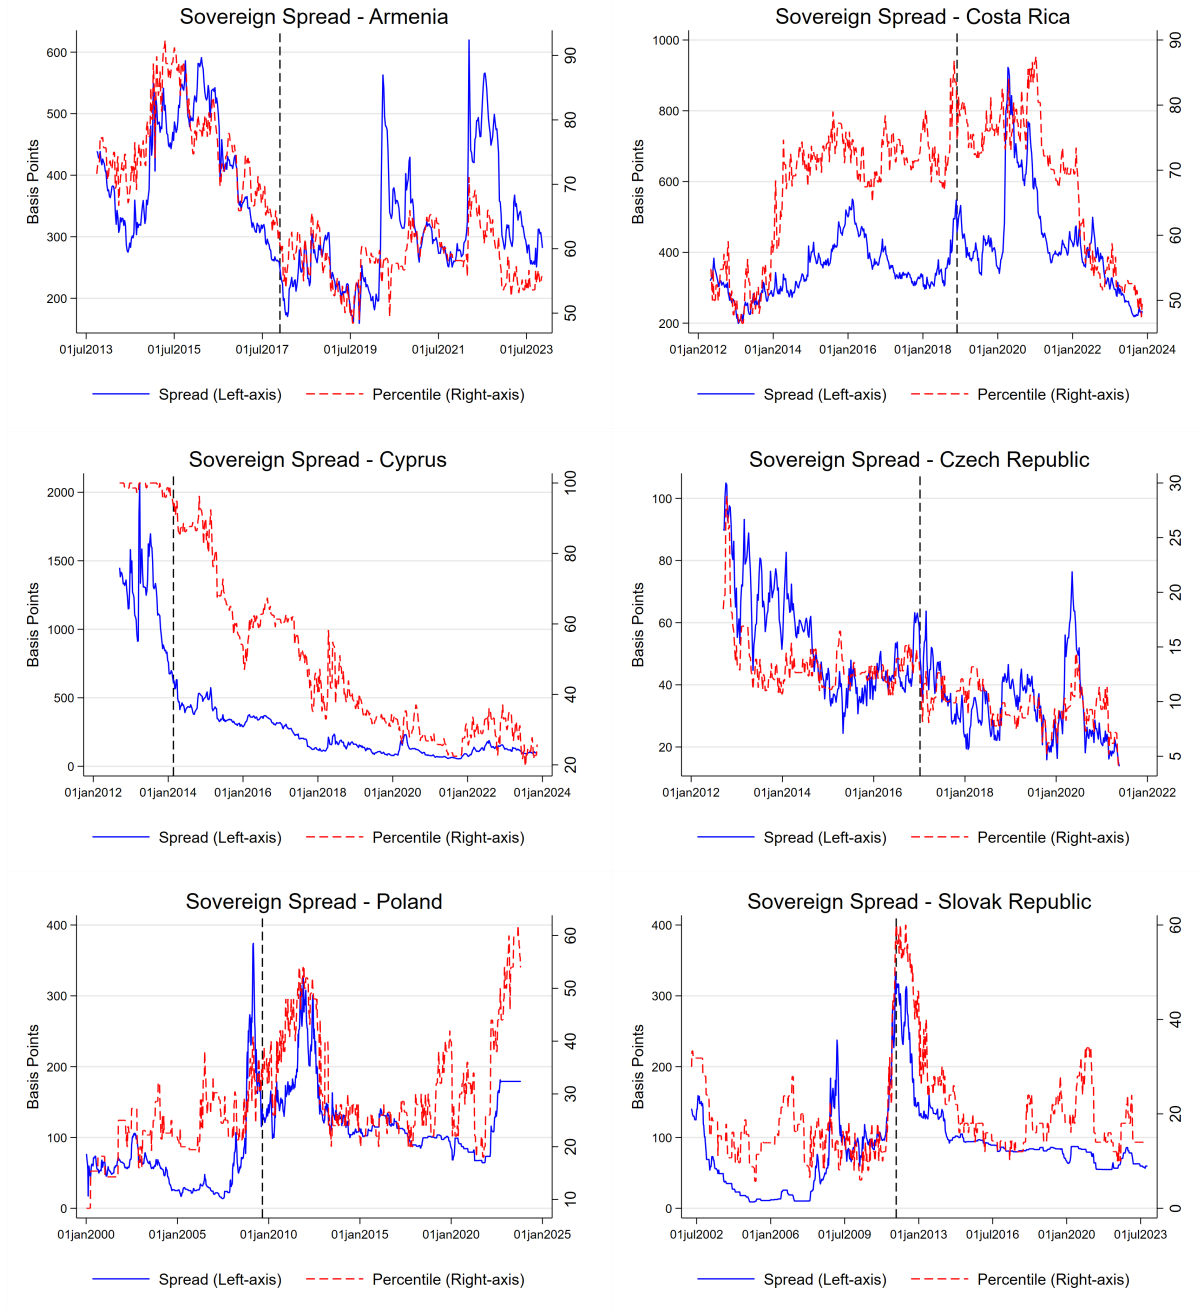 Sovereign Spread - Armenia
Basis Points
600
500
400
300
200
90
80
70
60
50
01jul2013 01jul2015 01jul2017 01jul2019 01jul2021 01jul2023
Spread (Left-axis) Percentile (Right-axis)
Sovereign Spread - Costa Rica
Basis Points
1000
800
600
400
200
90
80
70
60
50
01jan2012 01jan2014 01jan2016 01jan2018 01jan2020 01jan2022 01jan2024
Spread (Left-axis) Percentile (Right-axis)
Sovereign Spread - Cyprus
Basis Points
2000
1500
1000
500
0
100
80
60
40
20
01jan2012 01jan2014 01jan2016 01jan2018 01jan2020 01jan2022 01jan2024
Spread (Left-axis) Percentile (Right-axis)
Sovereign Spread - Czech Republic
Basis Points
100
80
60
40
20
30
25
20
15
10
5
01jan2012 01jan2014 01jan2016 01jan2018 01jan2020 01jan2022
Spread (Left-axis) Percentile (Right-axis)
Sovereign Spread - Poland
Basis Points
400
300
200
100
0
60
50
40
30
20
10
01jan2000 01jan2005 01jan2010 01jan2015 01jan2020 01jan2025
Spread (Left-axis) Percentile (Right-axis)
Sovereign Spread - Slovak Republic
Basis Points
400
300
200
100
0
60
40
20
0
01jul2002 01jan2006 01jul2009 01jan2013 01jul2016 01jan2020 01jul2023
Spread (Left-axis) Percentile (Right-axis)